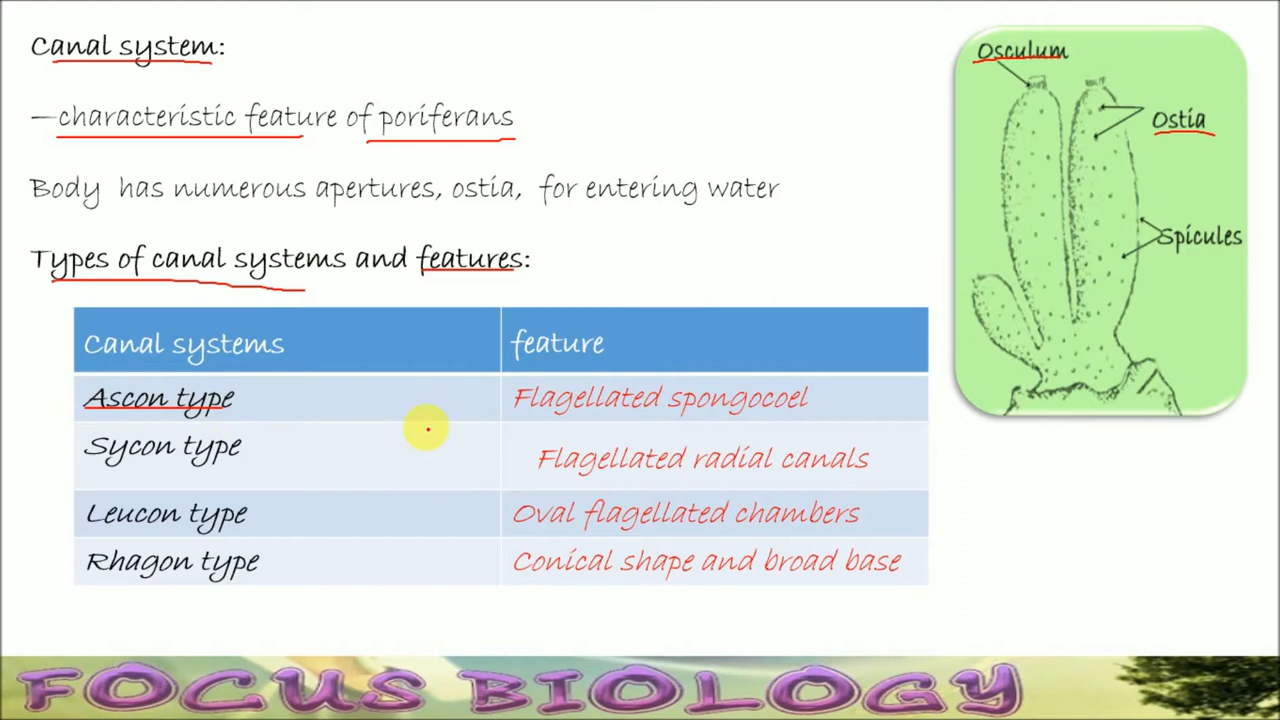 Canal system:
—characteristic feature of poriferans
Body has numerous apertures, ostia, for entering water
Types of canal systems and features:
Canal systems feature
Ascon type Flagellated spongocoel
Sycon type Flagellated radial canals
Leucon type Oval flagellated chambers
Rhagon type Conical shape and broad base
Osculum
Ostia
Spicules
FOCUS BIOLOGY